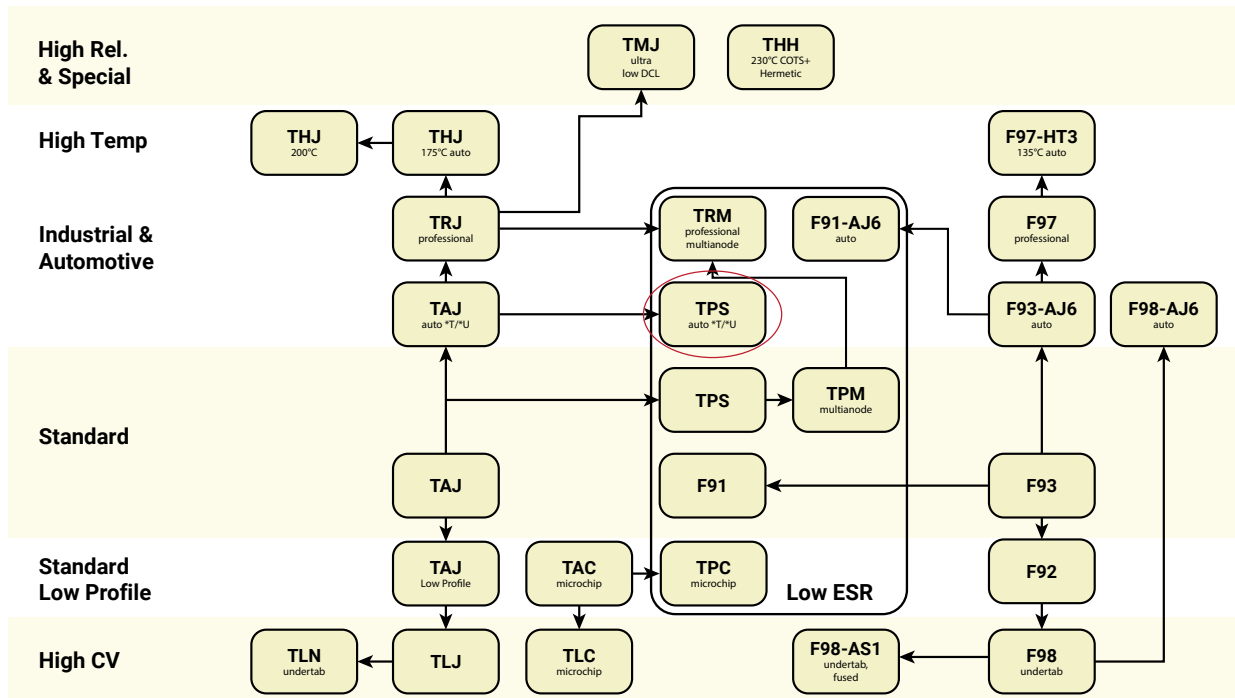 High Rel.
& Special
TMJ
ultra
low DCL
THH
230°C COTS+
Hermetic
High Temp
THJ
200°C
THJ
175°C auto
F97-HT3
135°C auto
Industrial &
Automotive
TRJ
professional
TRM
professional
multianode
F91-AJ6
auto
F97
professional
TAJ
auto *T/*U
TPS
auto *T/*U
F93-AJ6
auto
F98-AJ6
auto
Standard
TPS
TPM
multianode
TAJ
F91
F93
Standard
Low Profile
TAJ
Low Profile
TAC
microchip
TPC
microchip
Low ESR
F92
High CV
TLN
undertab
TLJ
TLC
microchip
F98-AS1
undertab,
fused
F98
undertab